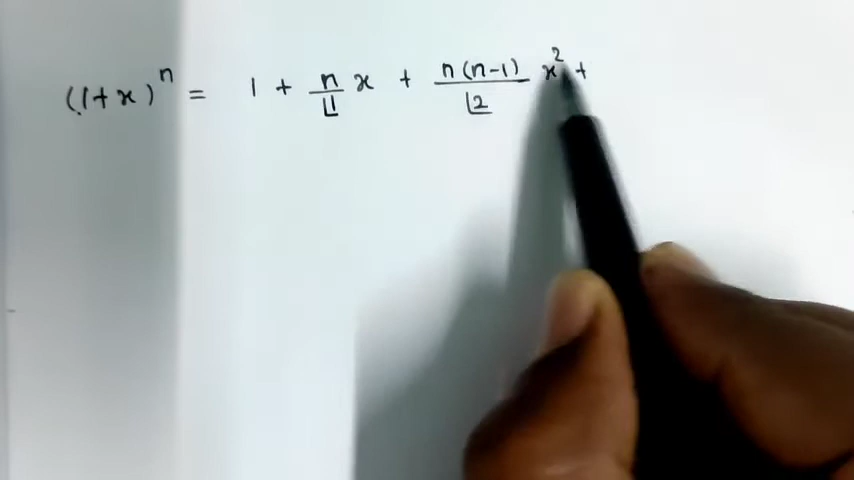 (1+x)^n = 1 + n/⌊1 x + n(n-1)/⌊2 x^2 +